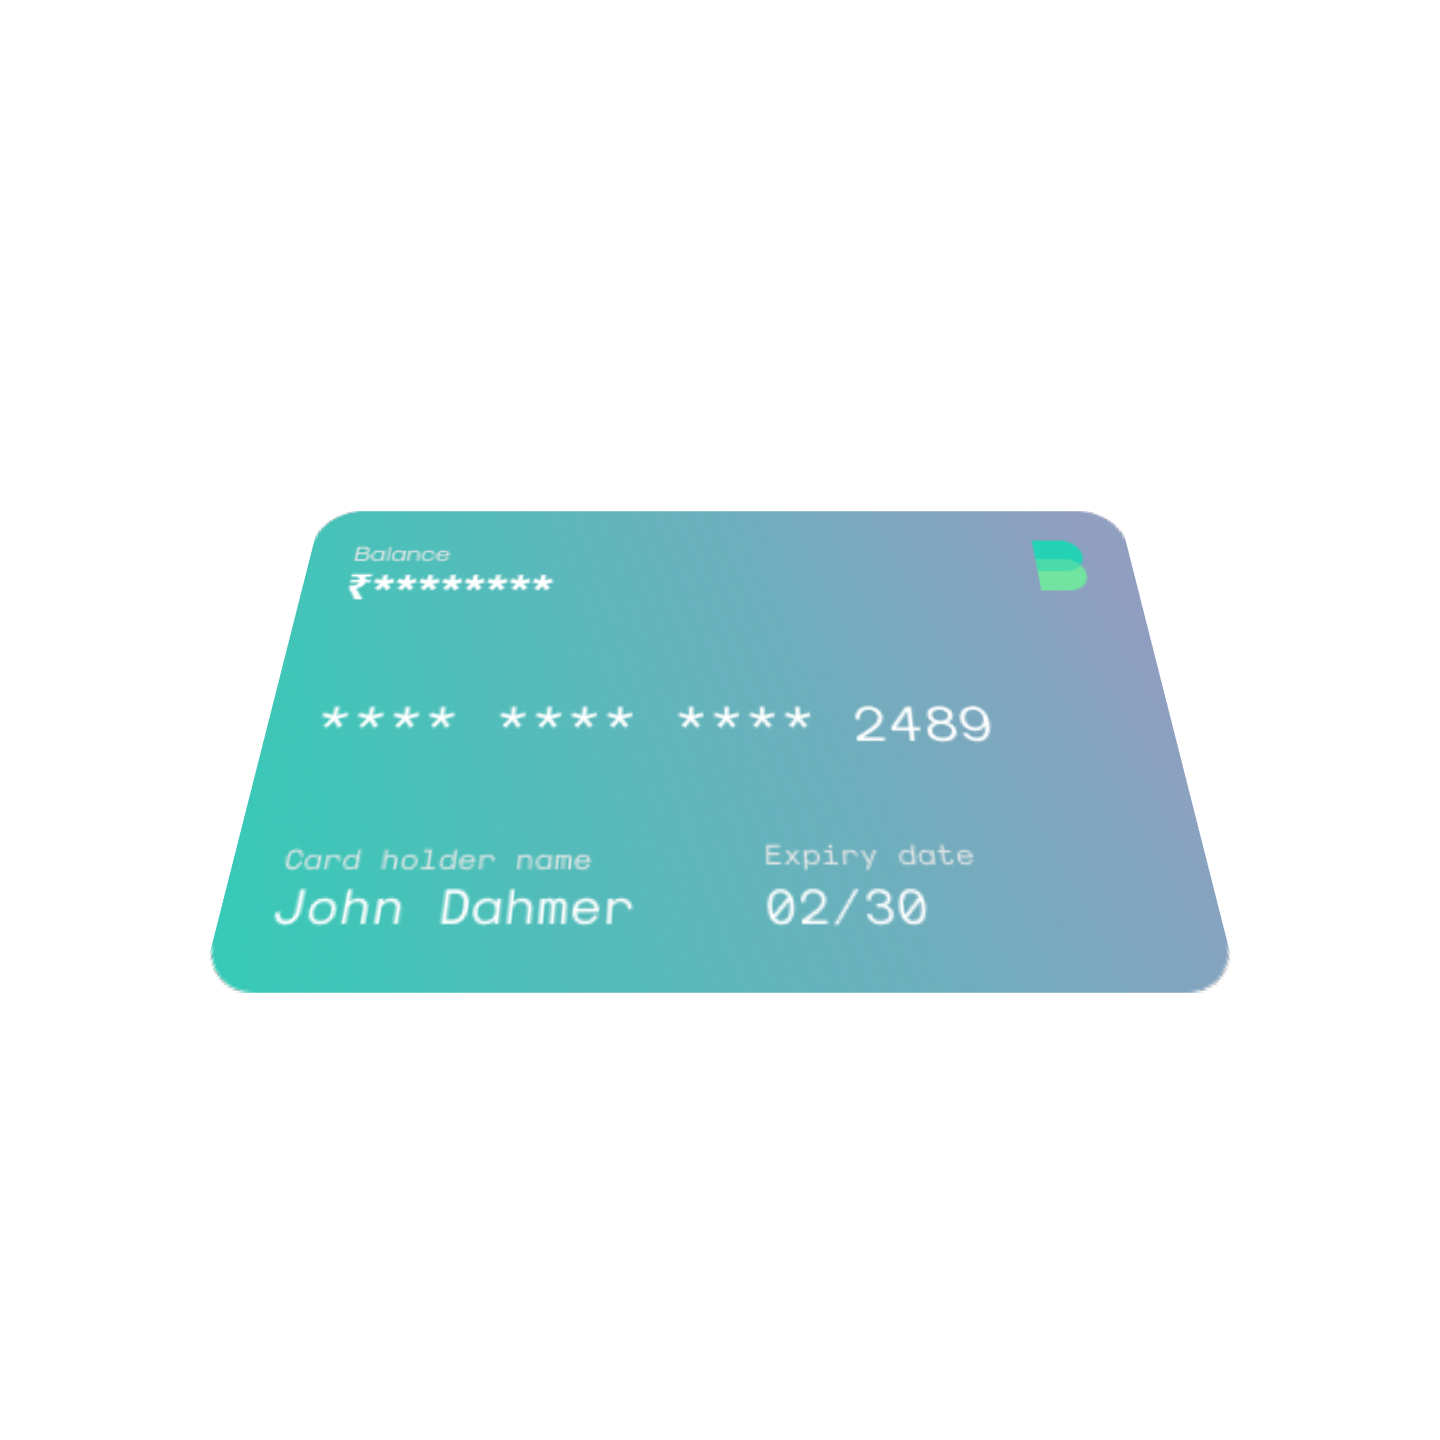 Balance
₹********
**** **** **** 2489
Card holder name
John Dahmer
Expiry date
02/30